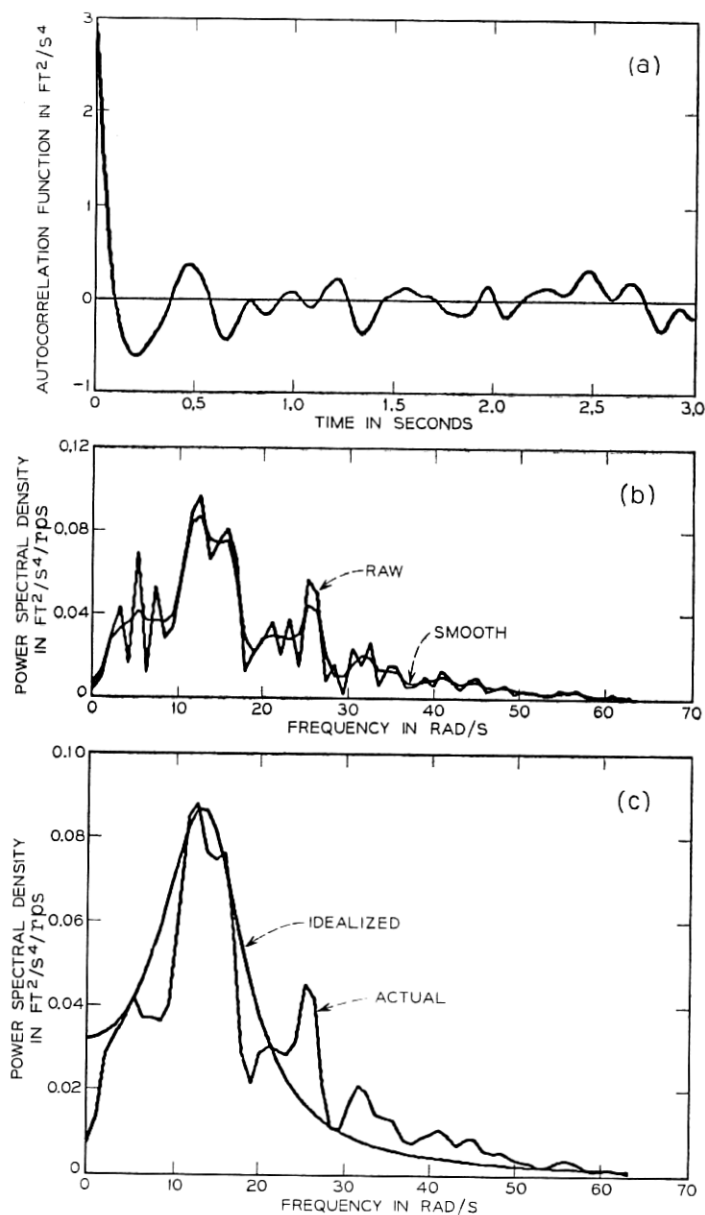 3
2
1
0
−1
AUTOCORRELATION FUNCTION IN FT²/S⁴
(a)
0 0.5 1.0 1.5 2.0 2.5 3.0
TIME IN SECONDS
0.12
0.08
0.04
0
POWER SPECTRAL DENSITY
IN FT²/S⁴/rps
(b)
RAW
SMOOTH
0 10 20 30 40 50 60 70
FREQUENCY IN RAD/S
0.10
0.08
0.06
0.04
0.02
0
POWER SPECTRAL DENSITY
IN FT²/S⁴/rps
(c)
IDEALIZED
ACTUAL
0 10 20 30 40 50 60 70
FREQUENCY IN RAD/S